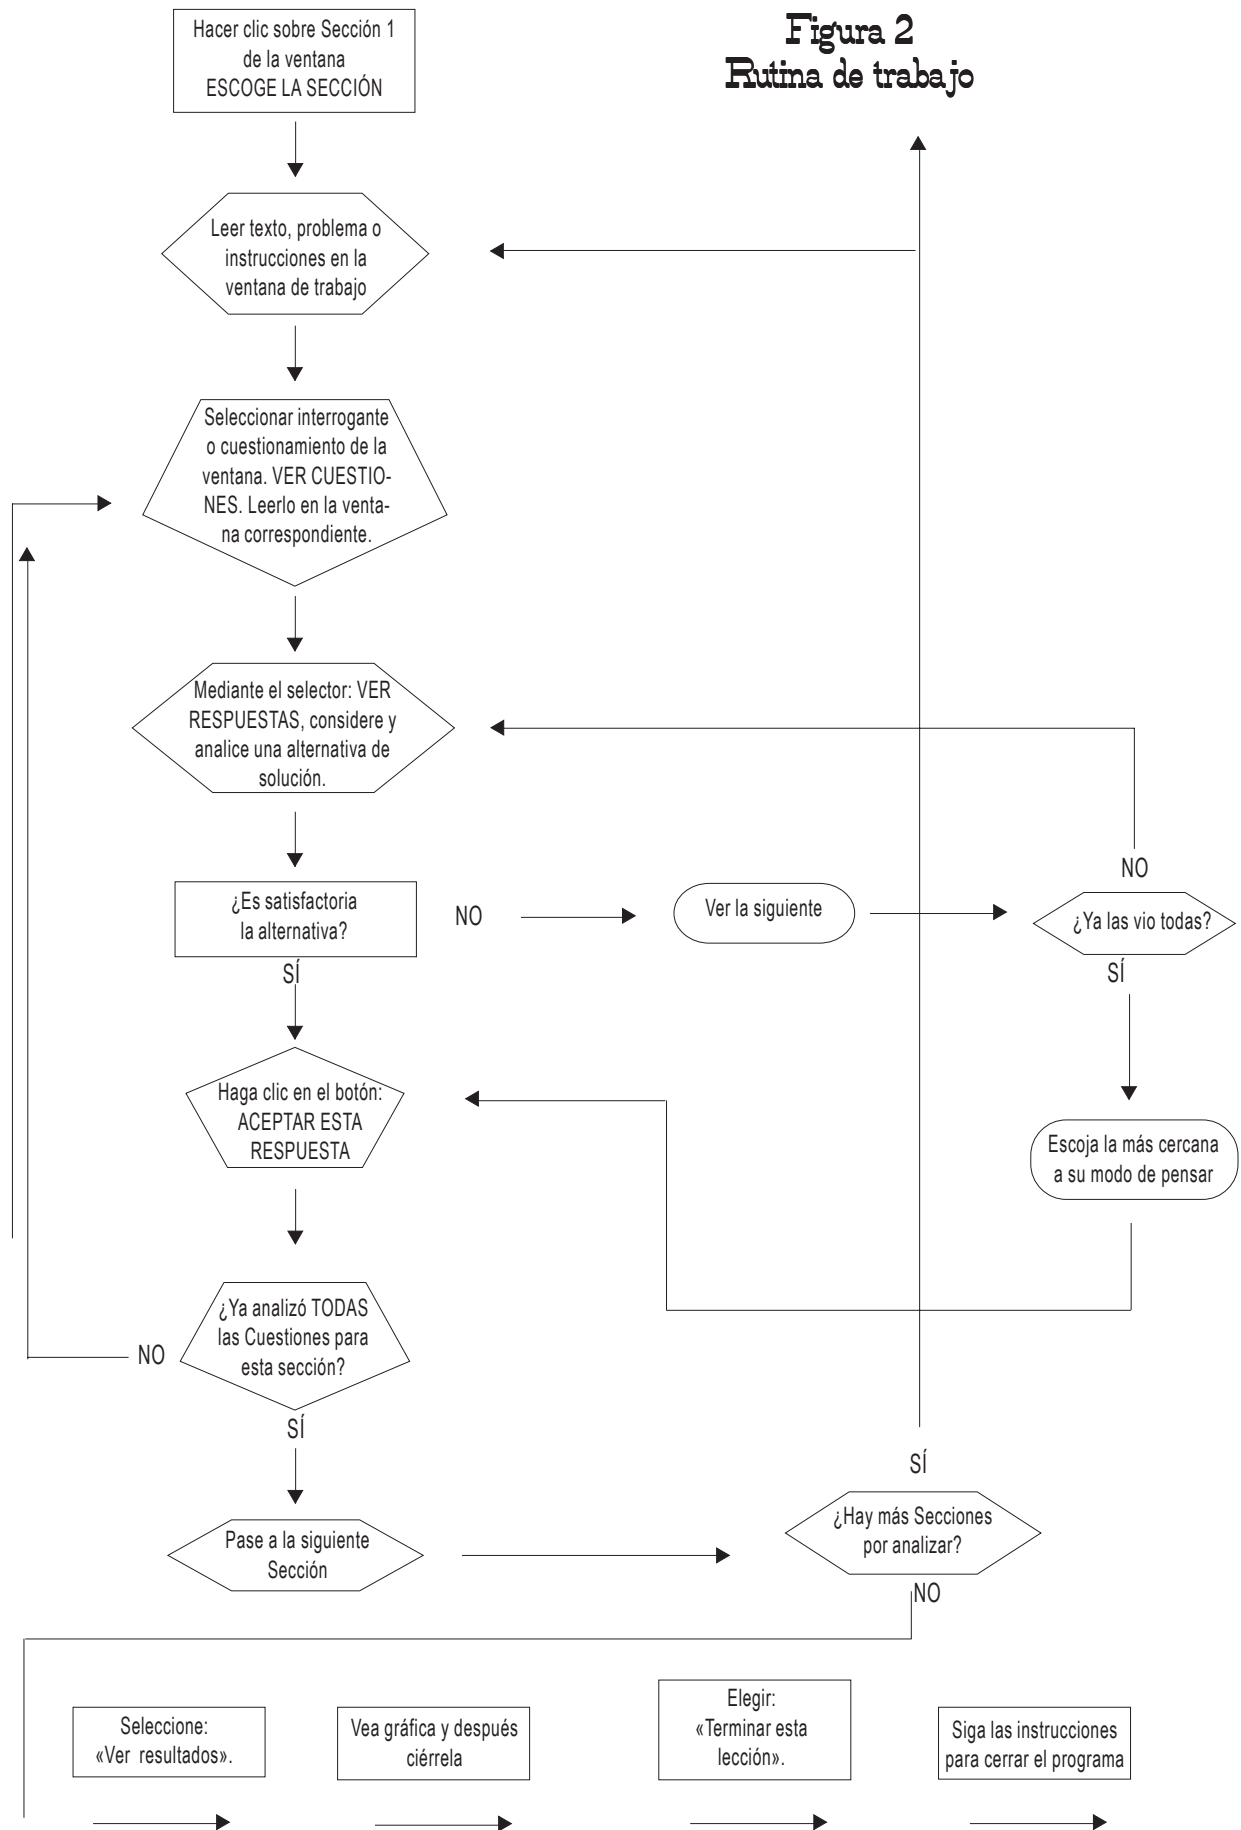 Figura 2
Rutina de trabajo
Hacer clic sobre Sección 1
de la ventana
ESCOGE LA SECCIÓN
Leer texto, problema o
instrucciones en la
ventana de trabajo
Seleccionar interrogante
o cuestionamiento de la
ventana. VER CUESTIO-
NES. Leerlo en la venta-
na correspondiente.
Mediante el selector: VER
RESPUESTAS, considere y
analice una alternativa de
solución.
¿Es satisfactoria
la alternativa?
NO
Ver la siguiente
NO
¿Ya las vio todas?
SÍ
SÍ
Haga clic en el botón:
ACEPTAR ESTA
RESPUESTA
Escoja la más cercana
a su modo de pensar
¿Ya analizó TODAS
las Cuestiones para
esta sección?
NO
SÍ
Pase a la siguiente
Sección
SÍ
¿Hay más Secciones
por analizar?
NO
Seleccione:
«Ver resultados».
Vea gráfica y después
ciérrela
Elegir:
«Terminar esta
lección».
Siga las instrucciones
para cerrar el programa